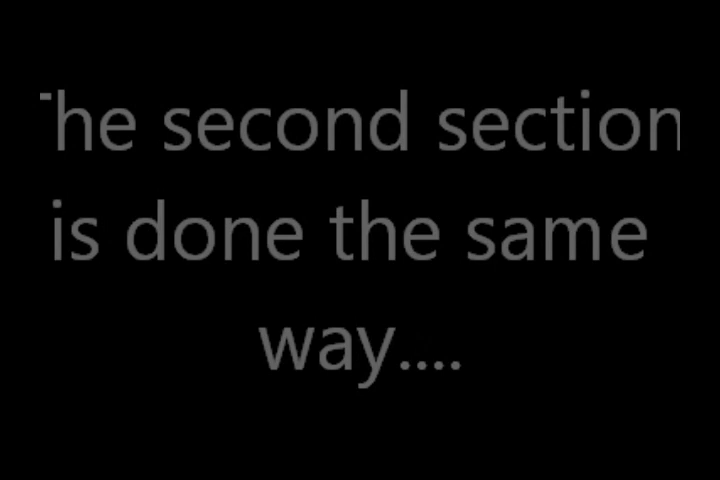 The second section
is done the same
way....